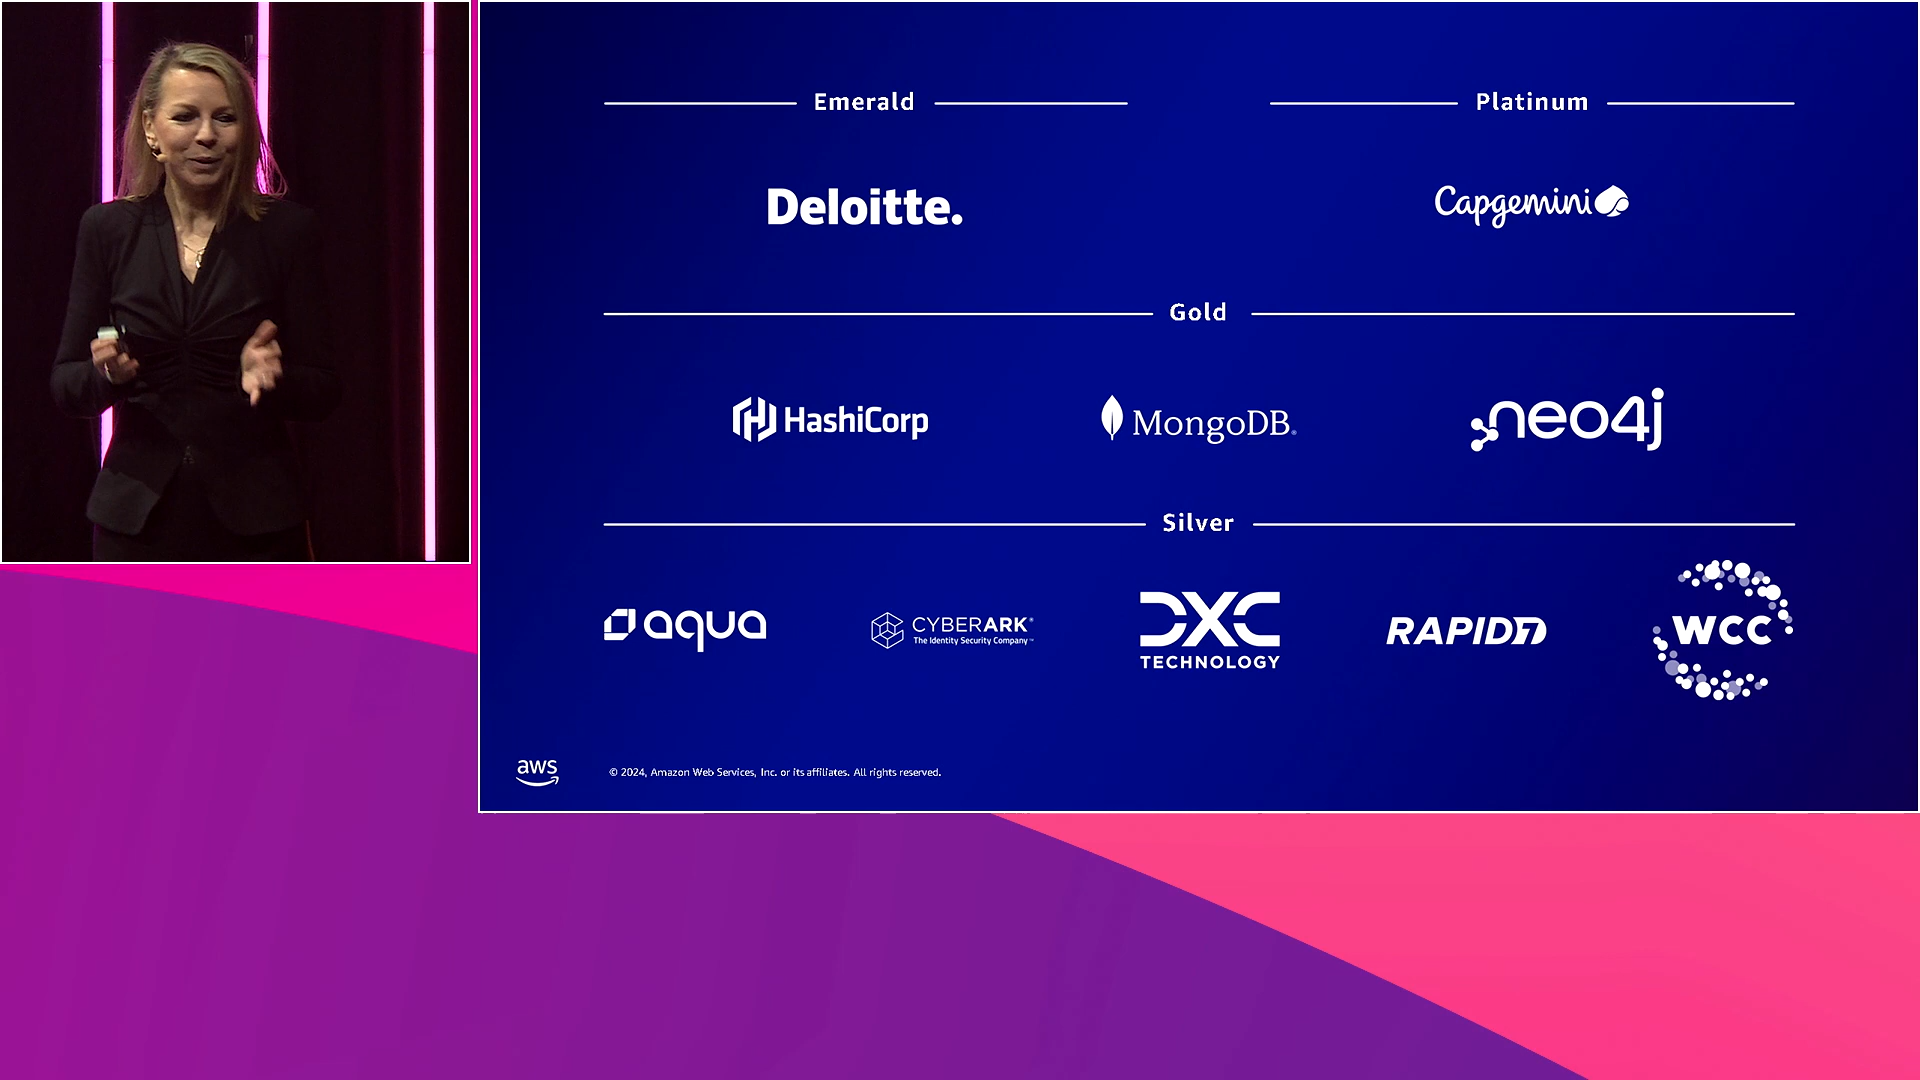 Emerald
Platinum
Deloitte.
Capgemini
Gold
HashiCorp
MongoDB®
neo4j
Silver
aqua
CYBERARK®
The Identity Security Company™
DXC
TECHNOLOGY
RAPID7
WCC
aws
© 2024, Amazon Web Services, Inc. or its affiliates. All rights reserved.